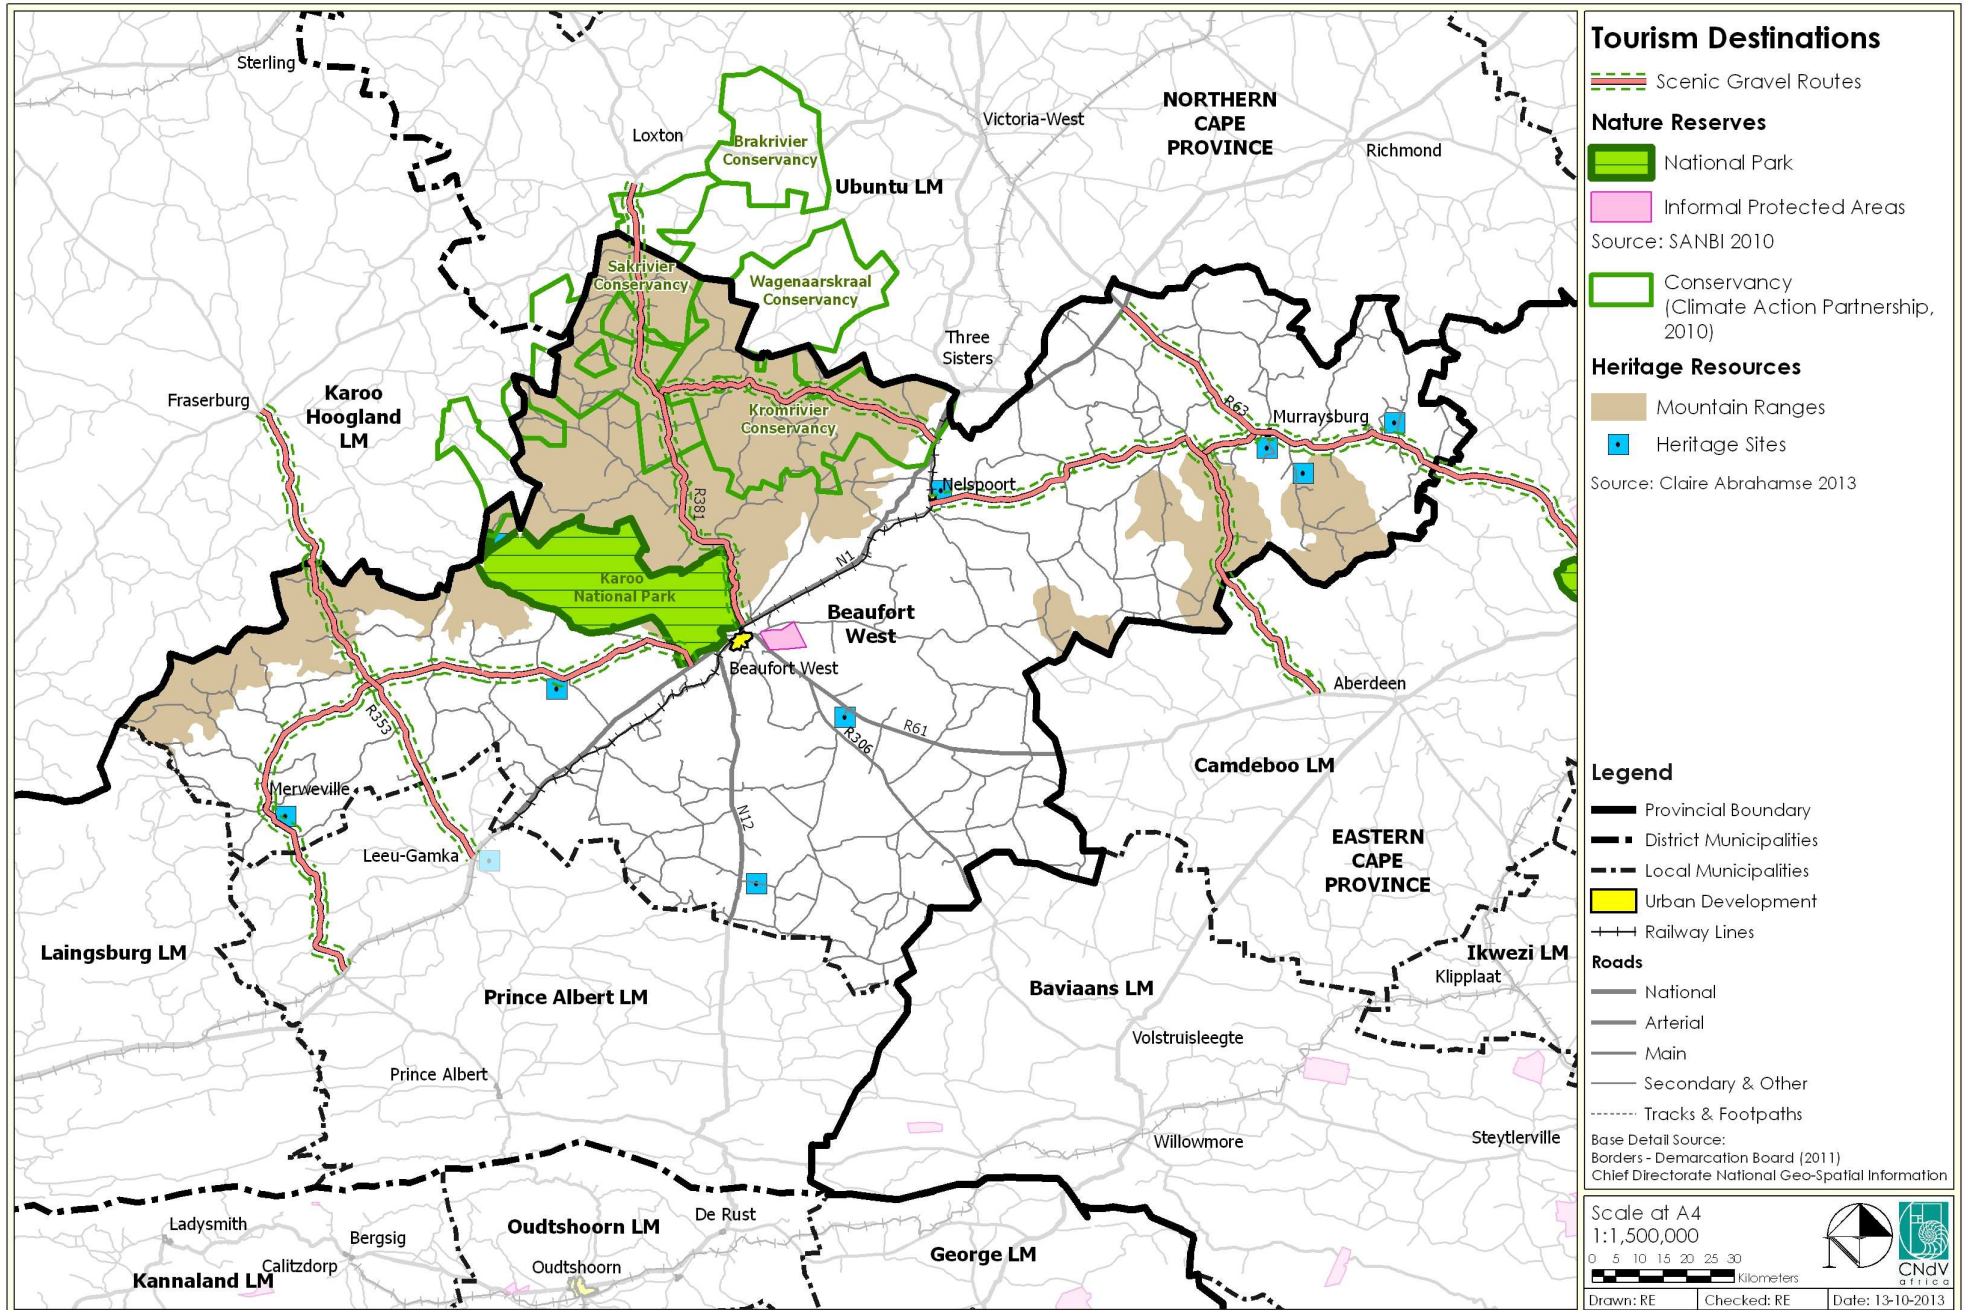 Sterling
Loxton
Brakrivier
Conservancy
Victoria-West
NORTHERN
CAPE
PROVINCE
Richmond
Ubuntu LM
Sakrivier
Conservancy
Wagenaarskraal
Conservancy
Three
Sisters
Fraserburg
Karoo
Hoogland
LM
Kromrivier
Conservancy
R63
Murraysburg
R381
Nelspoort
N1
Karoo
National Park
Beaufort
West
Beaufort West
Aberdeen
R353
R61
R306
Camdeboo LM
Merweville
N12
Leeu-Gamka
EASTERN
CAPE
PROVINCE
Laingsburg LM
Ikwezi LM
Klipplaat
Prince Albert LM
Baviaans LM
Volstruisleegte
Prince Albert
Willowmore
Steytlerville
Ladysmith
Bergsig
Oudtshoorn LM
De Rust
George LM
Calitzdorp
Kannaland LM
Oudtshoorn
Tourism Destinations
Scenic Gravel Routes
Nature Reserves
National Park
Informal Protected Areas
Source: SANBI 2010
Conservancy
(Climate Action Partnership,
2010)
Heritage Resources
Mountain Ranges
Heritage Sites
Source: Claire Abrahamse 2013
Legend
Provincial Boundary
District Municipalities
Local Municipalities
Urban Development
Railway Lines
Roads
National
Arterial
Main
Secondary & Other
Tracks & Footpaths
Base Detail Source:
Borders - Demarcation Board (2011)
Chief Directorate National Geo-Spatial Information
Scale at A4
1:1,500,000
0 5 10 15 20 25 30
Kilometers
N
CNdV
africa
Drawn: RE
Checked: RE
Date: 13-10-2013